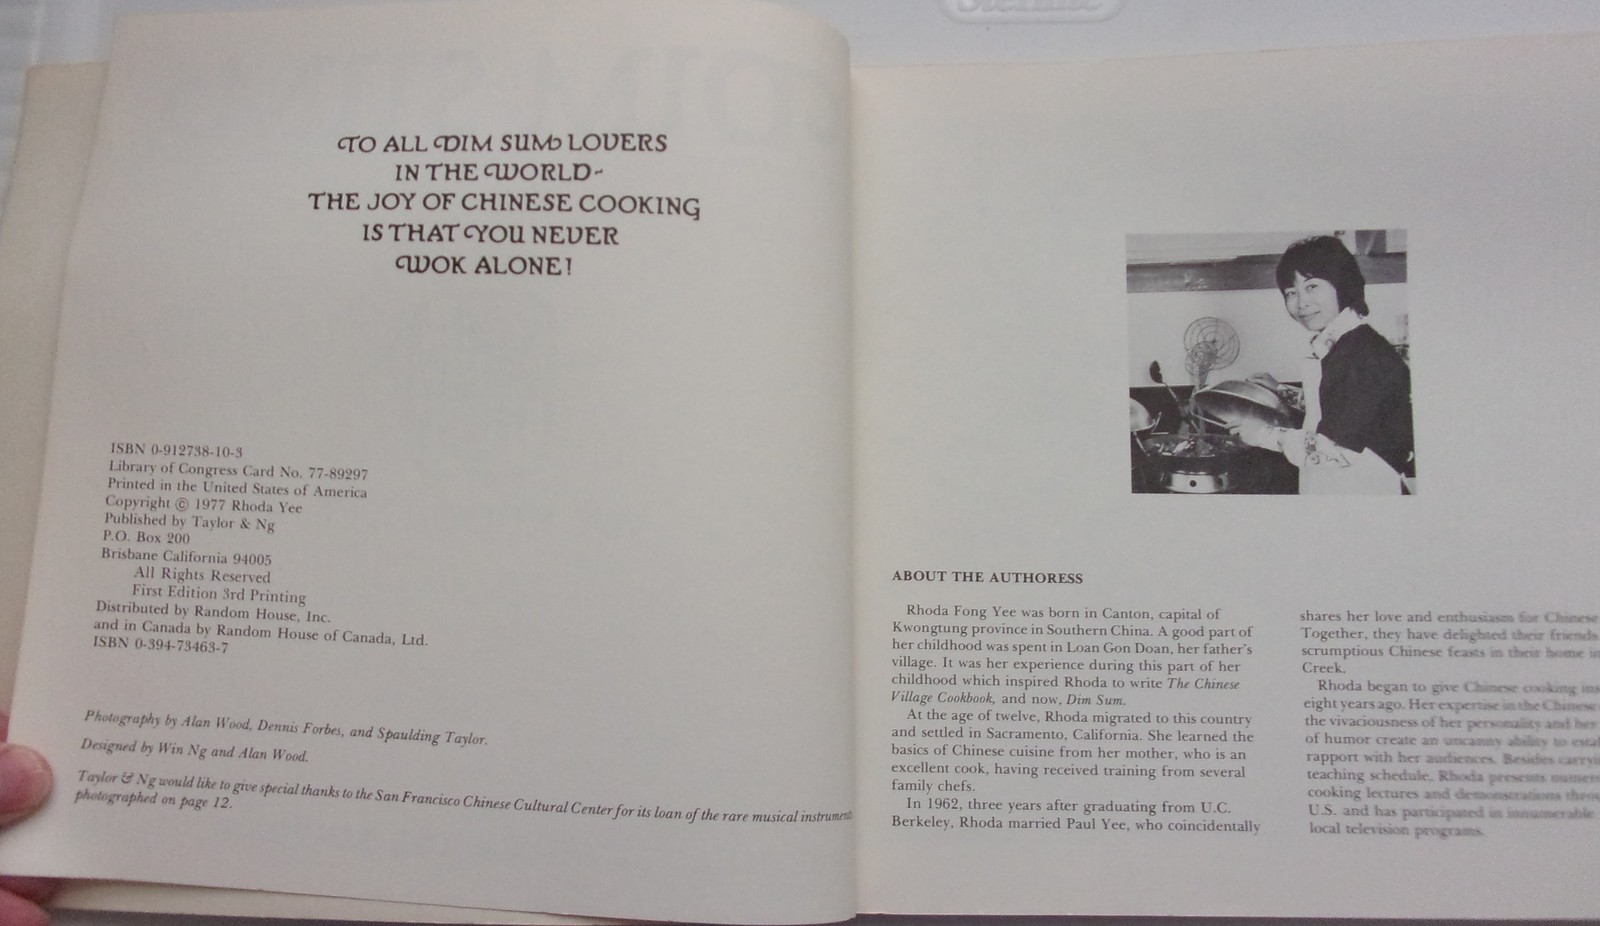 TO ALL DIM SUM LOVERS
IN THE WORLD-
THE JOY OF CHINESE COOKING
IS THAT YOU NEVER
WOK ALONE!
ISBN 0-912738-10-3
Library of Congress Card No. 77-89297
Printed in the United States of America
Copyright © 1977 Rhoda Yee
Published by Taylor & Ng
P.O. Box 200
Brisbane California 94005
All Rights Reserved
First Edition 3rd Printing
Distributed by Random House, Inc.
and in Canada by Random House of Canada, Ltd.
ISBN 0-394-73463-7
Photography by Alan Wood, Dennis Forbes, and Spaulding Taylor.
Designed by Win Ng and Alan Wood.
Taylor & Ng would like to give special thanks to the San Francisco Chinese Cultural Center for its loan of the rare musical instruments
photographed on page 12.
ABOUT THE AUTHORESS
Rhoda Fong Yee was born in Canton, capital of
Kwongtung province in Southern China. A good part of
her childhood was spent in Loan Gon Doan, her father's
village. It was her experience during this part of her
childhood which inspired Rhoda to write The Chinese
Village Cookbook, and now, Dim Sum.
At the age of twelve, Rhoda migrated to this country
and settled in Sacramento, California. She learned the
basics of Chinese cuisine from her mother, who is an
excellent cook, having received training from several
family chefs.
In 1962, three years after graduating from U.C.
Berkeley, Rhoda married Paul Yee, who coincidentally
shares her love and enthusiasm for Chinese
Together, they have delighted their friends
scrumptious Chinese feasts in their home in
Creek.
Rhoda began to give Chinese cooking
eight years ago. Her expertise in the Chinese
the vivaciousness of her personality and her
of humor create an uncanny ability to
rapport with her audiences. Besides
teaching schedule, Rhoda presents
cooking lectures and demonstrations
U.S. and has participated in innumerable
local television programs.